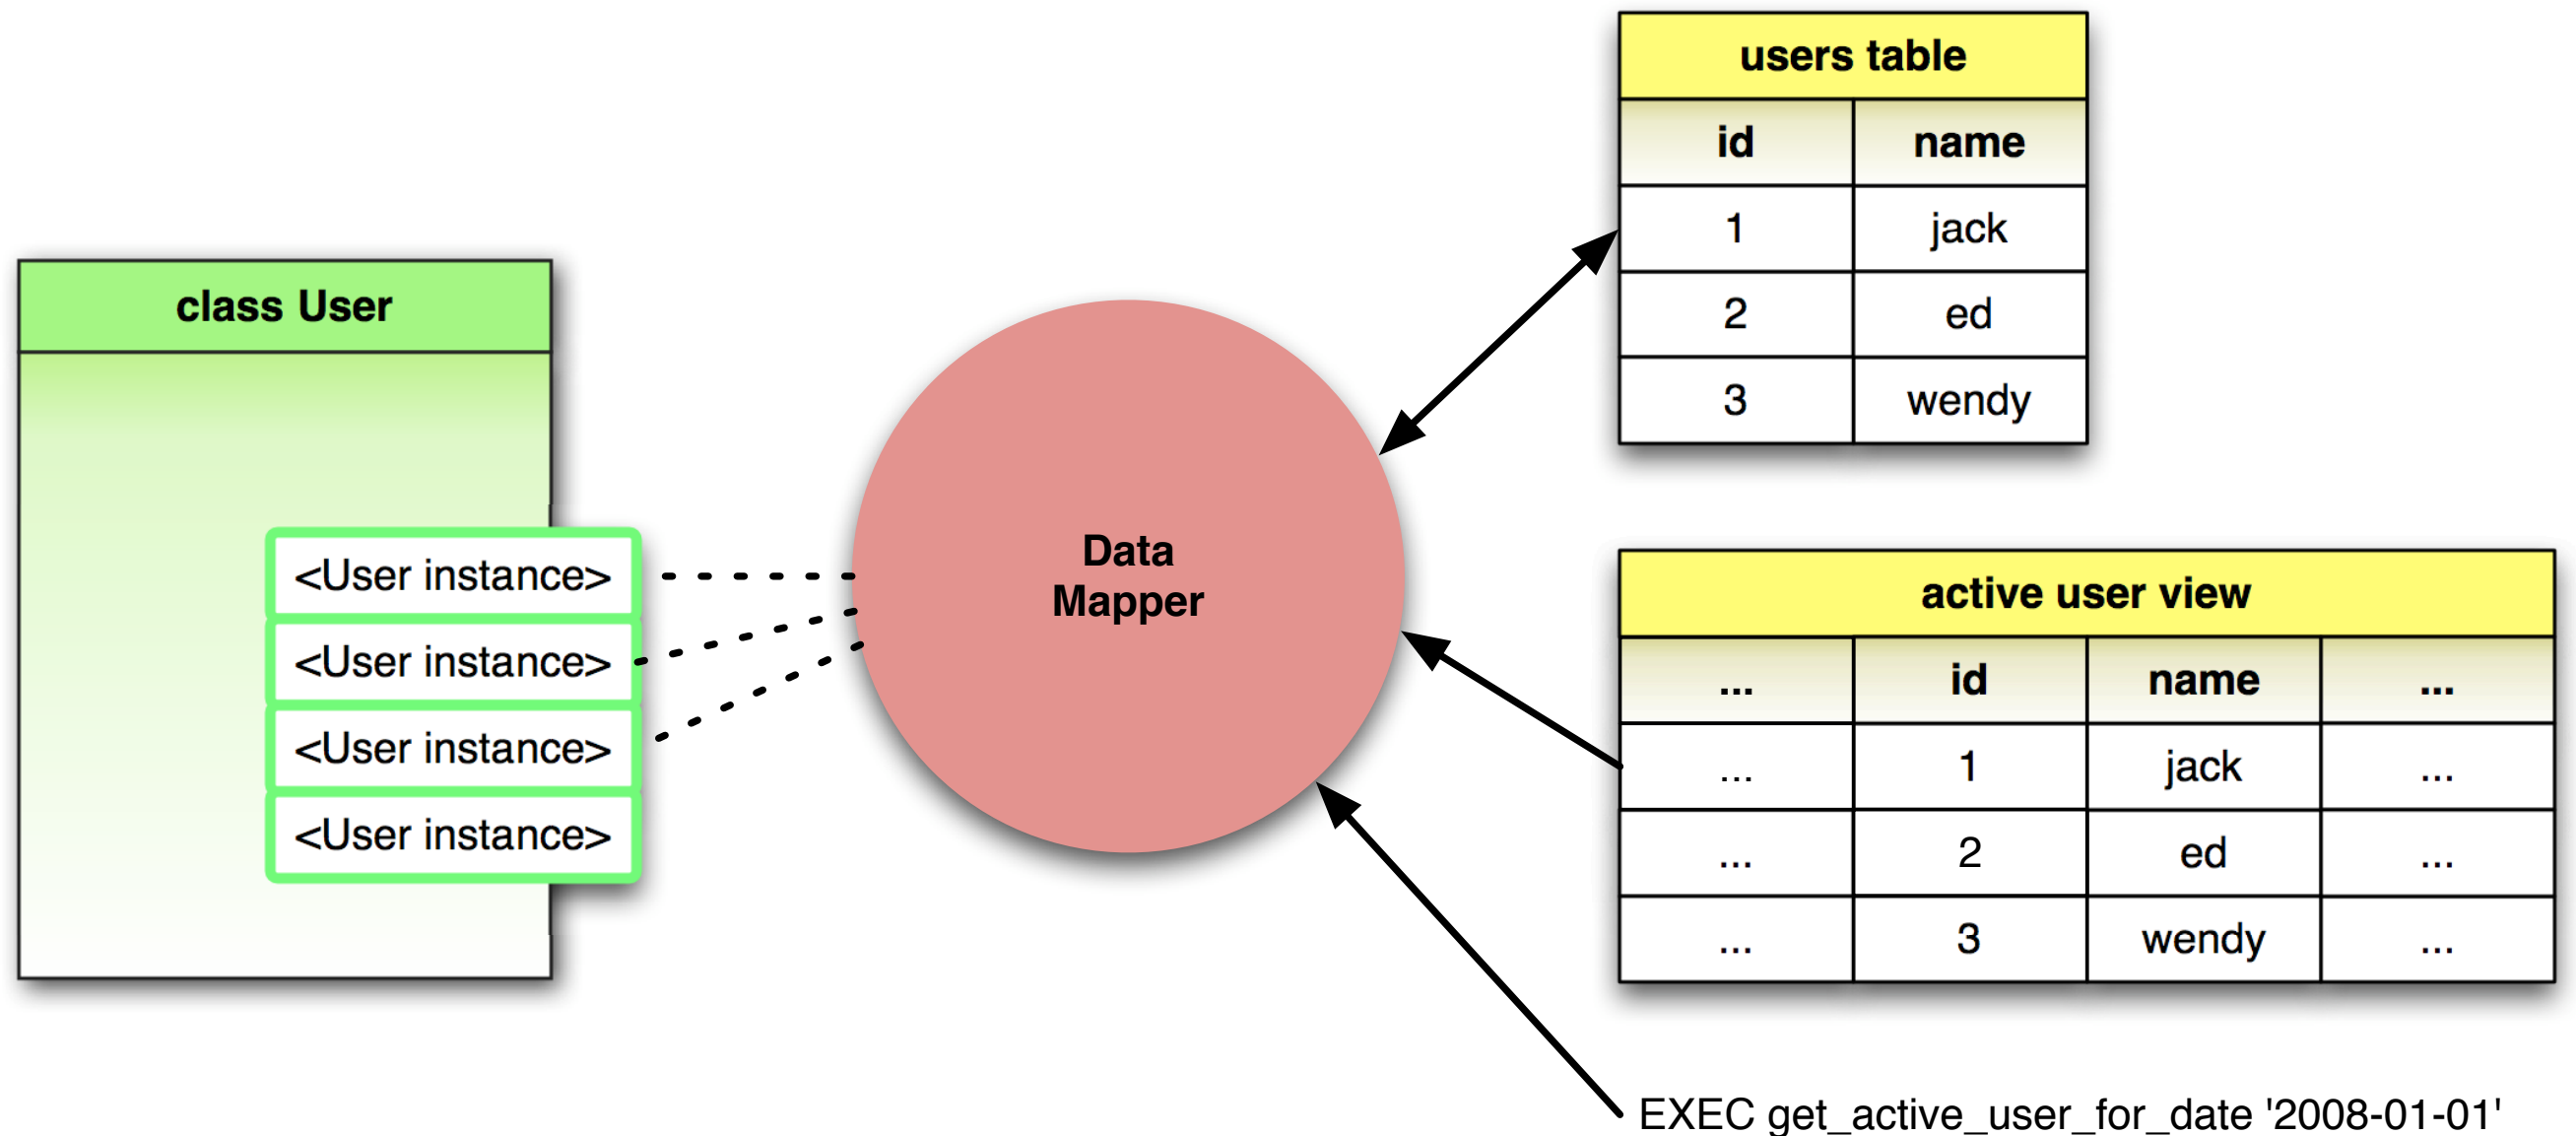 class User
<User instance>
<User instance>
<User instance>
<User instance>
Data
Mapper
users table
id name
1 jack
2 ed
3 wendy
active user view
... id name ...
... 1 jack ...
... 2 ed ...
... 3 wendy ...
EXEC get_active_user_for_date '2008-01-01'